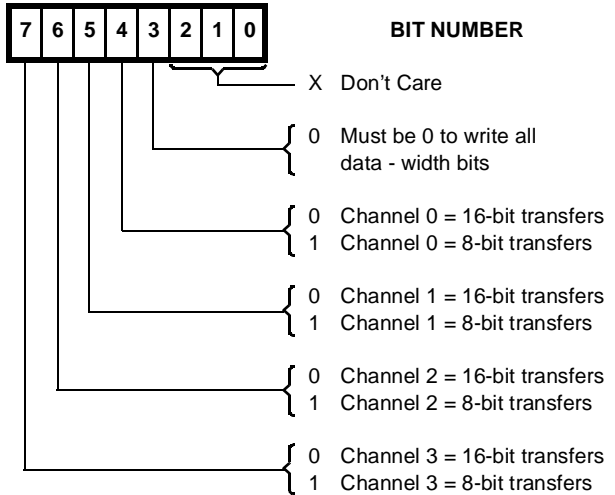 7 6 5 4 3 2 1 0 BIT NUMBER
X Don't Care
0 Must be 0 to write all
data - width bits
0 Channel 0 = 16-bit transfers
1 Channel 0 = 8-bit transfers
0 Channel 1 = 16-bit transfers
1 Channel 1 = 8-bit transfers
0 Channel 2 = 16-bit transfers
1 Channel 2 = 8-bit transfers
0 Channel 3 = 16-bit transfers
1 Channel 3 = 8-bit transfers